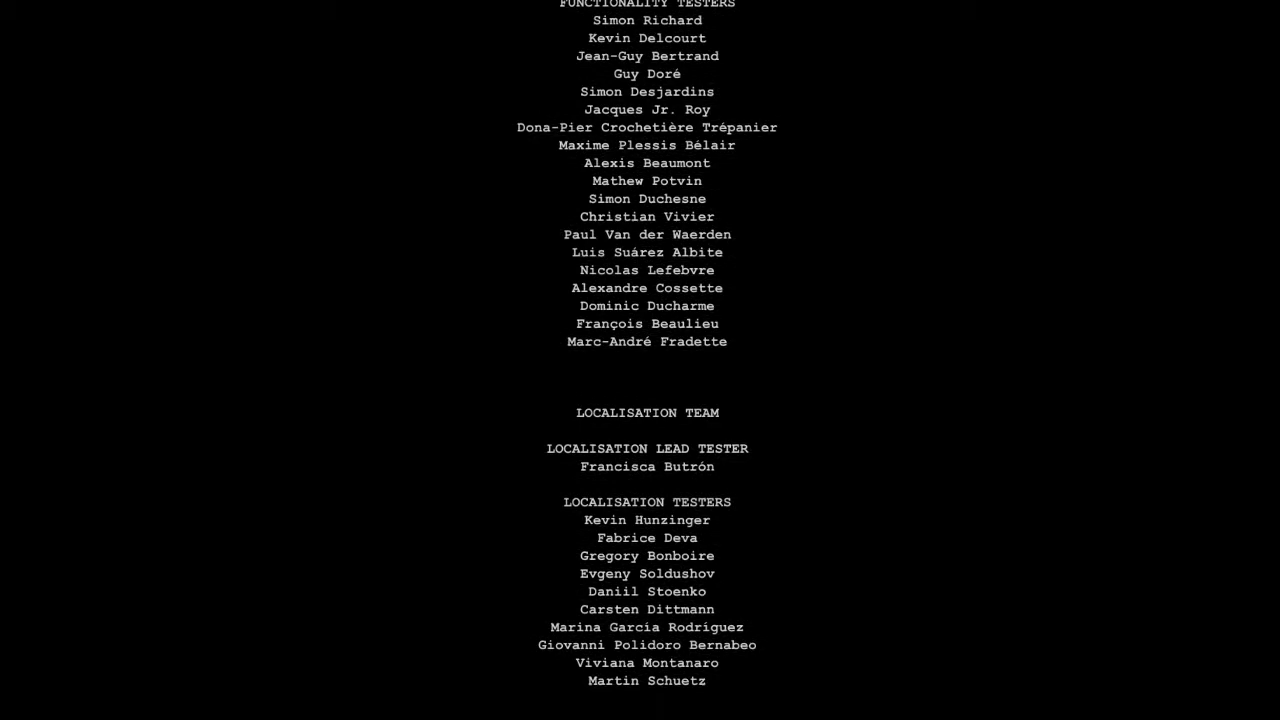 FUNCTIONALITY TESTERS
Simon Richard
Kevin Delcourt
Jean-Guy Bertrand
Guy Doré
Simon Desjardins
Jacques Jr. Roy
Dona-Pier Crochetière Trépanier
Maxime Plessis Bélair
Alexis Beaumont
Mathew Potvin
Simon Duchesne
Christian Vivier
Paul Van der Waerden
Luis Suárez Albite
Nicolas Lefebvre
Alexandre Cossette
Dominic Ducharme
François Beaulieu
Marc-André Fradette
LOCALISATION TEAM
LOCALISATION LEAD TESTER
Francisca Butrón
LOCALISATION TESTERS
Kevin Hunzinger
Fabrice Deva
Gregory Bonboire
Evgeny Soldushov
Daniil Stoenko
Carsten Dittmann
Marina García Rodríguez
Giovanni Polidoro Bernabeo
Viviana Montanaro
Martin Schuetz